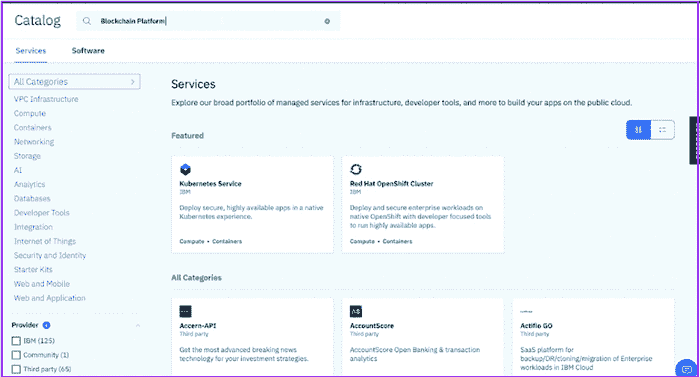 Catalog
Blockchain Platform
Services
Software
All Categories
VPC Infrastructure
Compute
Containers
Networking
Storage
AI
Analytics
Databases
Developer Tools
Integration
Internet of Things
Security and Identity
Starter Kits
Web and Mobile
Web and Application
Provider
IBM (125)
Community (1)
Third party (65)
Services
Explore our broad portfolio of managed services for infrastructure, developer tools, and more to build your apps on the public cloud.
Featured
Kubernetes Service
IBM
Deploy secure, highly available apps in a native
Kubernetes experience.
Compute • Containers
Red Hat OpenShift Cluster
IBM
Deploy and secure enterprise workloads on
native OpenShift with developer focused tools
to run highly available apps.
Compute • Containers
All Categories
Accern-API
Third party
Get the most advanced breaking news
technology for your investment strategies.
AccountScore
Third party
AccountScore Open Banking & transaction
analytics
Actifio GO
Third party
SaaS platform for
backup/DR/cloning/migration of Enterprise
workloads in IBM Cloud